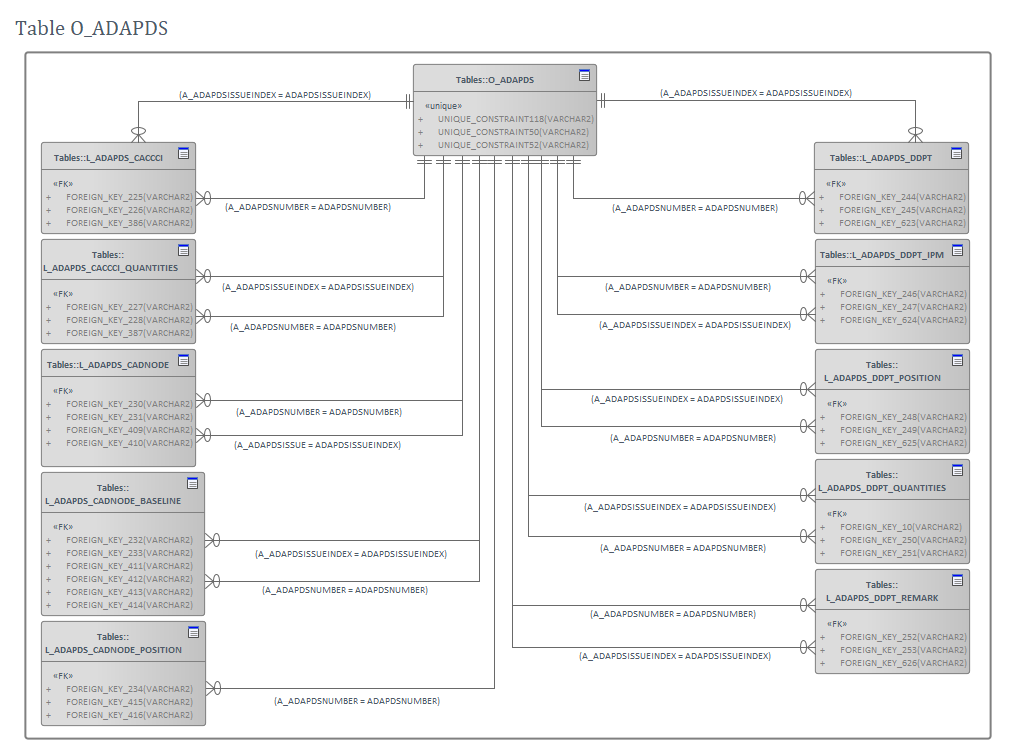 Table O_ADAPDS
Tables::O_ADAPDS
«unique»
+ UNIQUE_CONSTRAINT118(VARCHAR2)
+ UNIQUE_CONSTRAINT50(VARCHAR2)
+ UNIQUE_CONSTRAINT52(VARCHAR2)
(A_ADAPDSISSUEINDEX = ADAPDSISSUEINDEX)
(A_ADAPDSISSUEINDEX = ADAPDSISSUEINDEX)
Tables::L_ADAPDS_CACCCI
«FK»
+ FOREIGN_KEY_225(VARCHAR2)
+ FOREIGN_KEY_226(VARCHAR2)
+ FOREIGN_KEY_386(VARCHAR2)
(A_ADAPDSNUMBER = ADAPDSNUMBER)
Tables::
L_ADAPDS_CACCCI_QUANTITIES
«FK»
+ FOREIGN_KEY_227(VARCHAR2)
+ FOREIGN_KEY_228(VARCHAR2)
+ FOREIGN_KEY_387(VARCHAR2)
(A_ADAPDSISSUEINDEX = ADAPDSISSUEINDEX)
(A_ADAPDSNUMBER = ADAPDSNUMBER)
Tables::L_ADAPDS_CADNODE
«FK»
+ FOREIGN_KEY_230(VARCHAR2)
+ FOREIGN_KEY_231(VARCHAR2)
+ FOREIGN_KEY_409(VARCHAR2)
+ FOREIGN_KEY_410(VARCHAR2)
(A_ADAPDSNUMBER = ADAPDSNUMBER)
(A_ADAPDSISSUE = ADAPDSISSUEINDEX)
Tables::
L_ADAPDS_CADNODE_BASELINE
«FK»
+ FOREIGN_KEY_232(VARCHAR2)
+ FOREIGN_KEY_233(VARCHAR2)
+ FOREIGN_KEY_411(VARCHAR2)
+ FOREIGN_KEY_412(VARCHAR2)
+ FOREIGN_KEY_413(VARCHAR2)
+ FOREIGN_KEY_414(VARCHAR2)
(A_ADAPDSISSUEINDEX = ADAPDSISSUEINDEX)
(A_ADAPDSNUMBER = ADAPDSNUMBER)
Tables::
L_ADAPDS_CADNODE_POSITION
«FK»
+ FOREIGN_KEY_234(VARCHAR2)
+ FOREIGN_KEY_415(VARCHAR2)
+ FOREIGN_KEY_416(VARCHAR2)
(A_ADAPDSNUMBER = ADAPDSNUMBER)
Tables::L_ADAPDS_DDPT
«FK»
+ FOREIGN_KEY_244(VARCHAR2)
+ FOREIGN_KEY_245(VARCHAR2)
+ FOREIGN_KEY_623(VARCHAR2)
(A_ADAPDSNUMBER = ADAPDSNUMBER)
Tables::L_ADAPDS_DDPT_IPM
«FK»
+ FOREIGN_KEY_246(VARCHAR2)
+ FOREIGN_KEY_247(VARCHAR2)
+ FOREIGN_KEY_624(VARCHAR2)
(A_ADAPDSNUMBER = ADAPDSNUMBER)
(A_ADAPDSISSUEINDEX = ADAPDSISSUEINDEX)
Tables::
L_ADAPDS_DDPT_POSITION
«FK»
+ FOREIGN_KEY_248(VARCHAR2)
+ FOREIGN_KEY_249(VARCHAR2)
+ FOREIGN_KEY_625(VARCHAR2)
(A_ADAPDSISSUEINDEX = ADAPDSISSUEINDEX)
(A_ADAPDSNUMBER = ADAPDSNUMBER)
Tables::
L_ADAPDS_DDPT_QUANTITIES
«FK»
+ FOREIGN_KEY_10(VARCHAR2)
+ FOREIGN_KEY_250(VARCHAR2)
+ FOREIGN_KEY_251(VARCHAR2)
(A_ADAPDSISSUEINDEX = ADAPDSISSUEINDEX)
(A_ADAPDSNUMBER = ADAPDSNUMBER)
Tables::
L_ADAPDS_DDPT_REMARK
«FK»
+ FOREIGN_KEY_252(VARCHAR2)
+ FOREIGN_KEY_253(VARCHAR2)
+ FOREIGN_KEY_626(VARCHAR2)
(A_ADAPDSNUMBER = ADAPDSNUMBER)
(A_ADAPDSISSUEINDEX = ADAPDSISSUEINDEX)